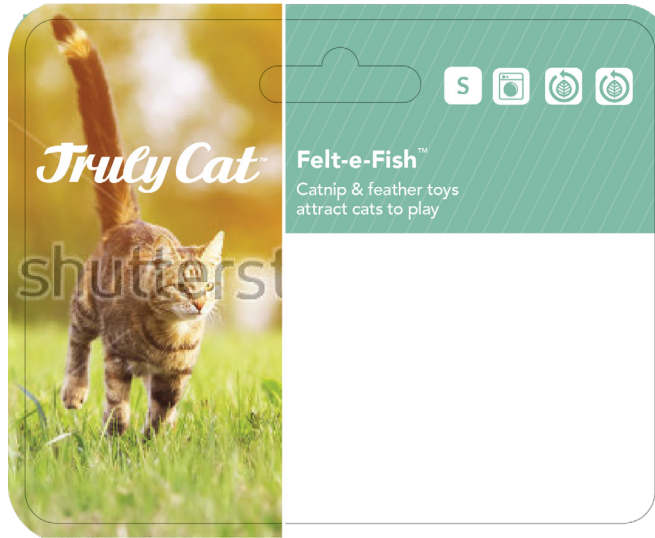 Truly Cat™
shutterst
Felt-e-Fish™
Catnip & feather toys
attract cats to play
S